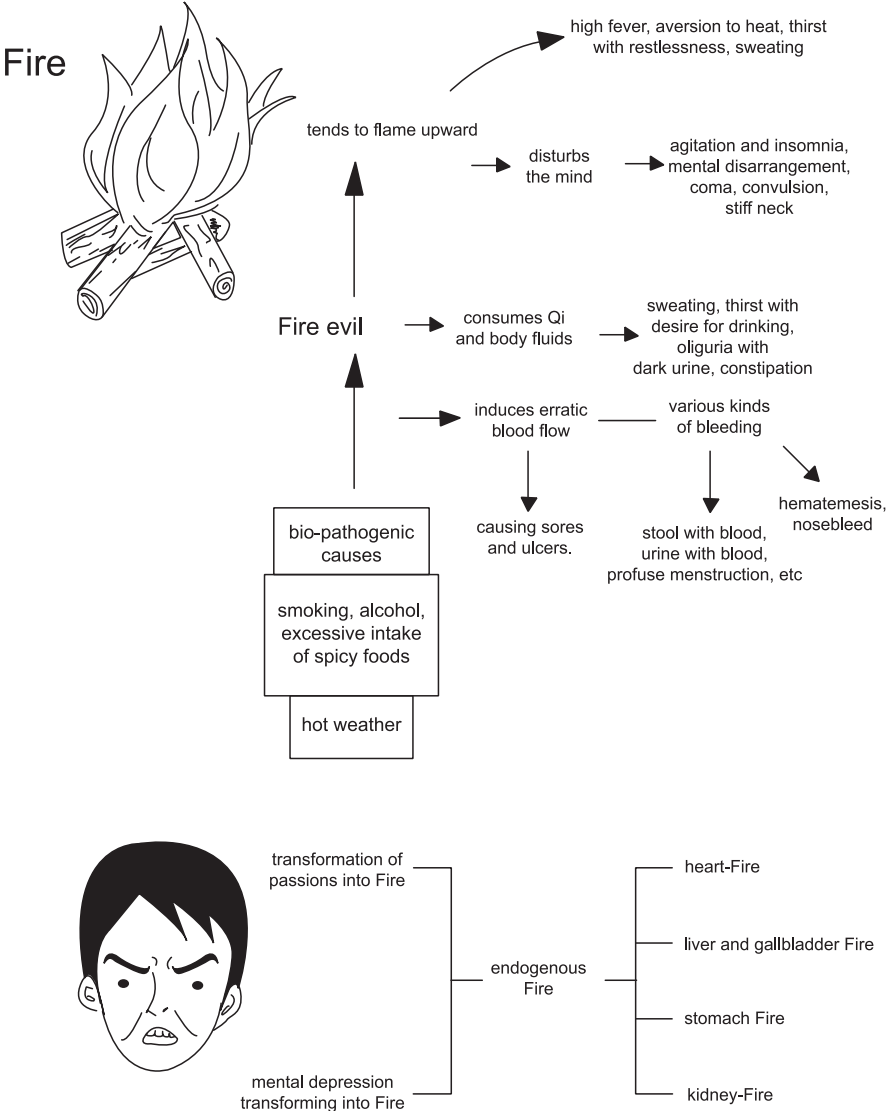 Fire
high fever, aversion to heat, thirst
with restlessness, sweating
tends to flame upward
disturbs
the mind
agitation and insomnia,
mental disarrangement,
coma, convulsion,
stiff neck
Fire evil
consumes Qi
and body fluids
sweating, thirst with
desire for drinking,
oliguria with
dark urine, constipation
induces erratic
blood flow
various kinds
of bleeding
causing sores
and ulcers.
stool with blood,
urine with blood,
profuse menstruation, etc
hematemesis,
nosebleed
bio-pathogenic
causes
smoking, alcohol,
excessive intake
of spicy foods
hot weather
transformation of
passions into Fire
mental depression
transforming into Fire
endogenous
Fire
heart-Fire
liver and gallbladder Fire
stomach Fire
kidney-Fire